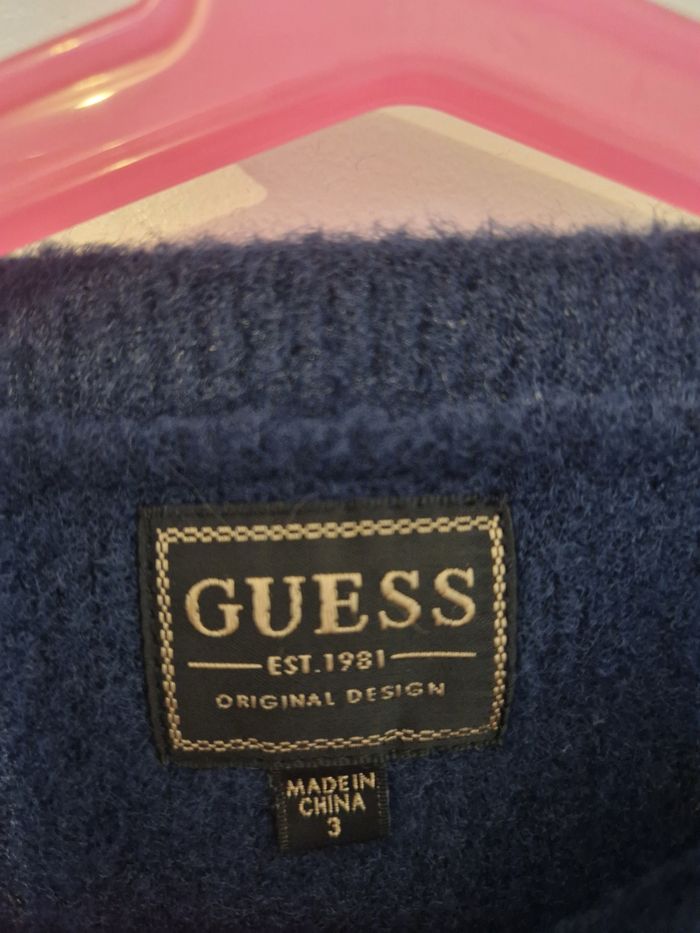 GUESS
EST.1981
ORIGINAL DESIGN
MADE IN
CHINA
3